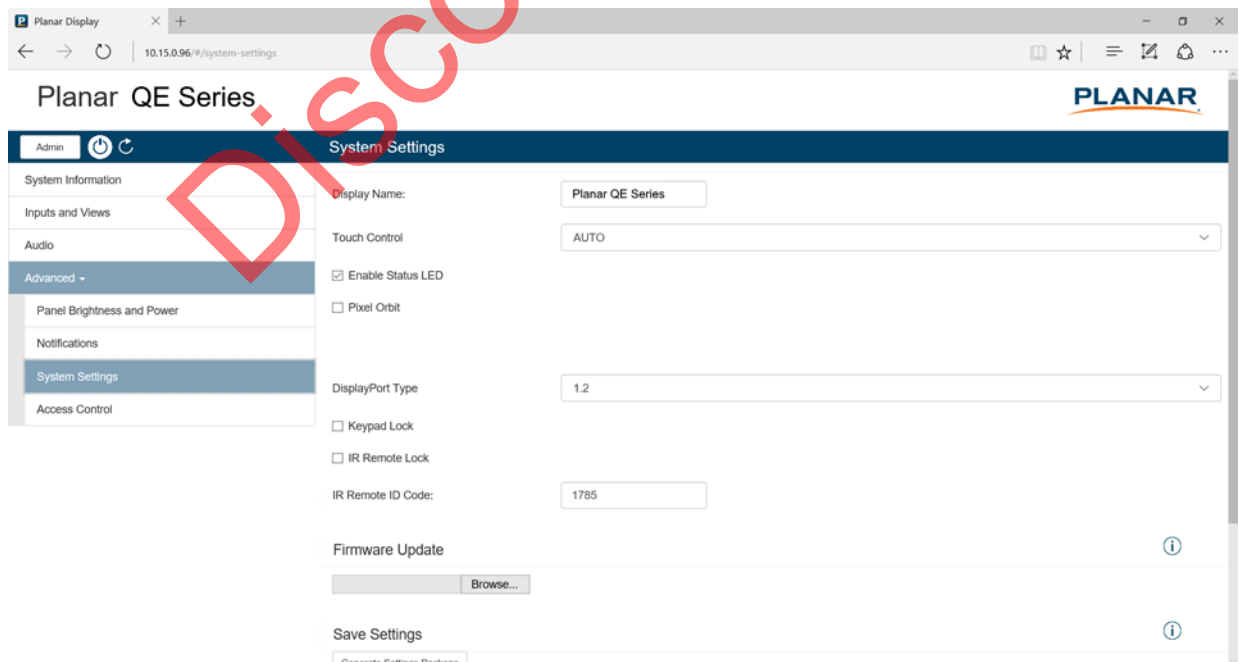 Planar Display
10.15.0.96/#/system-settings
Planar QE Series
PLANAR
Admin
System Settings
System Information
Display Name:
Planar QE Series
Inputs and Views
Touch Control
AUTO
Audio
Advanced
Enable Status LED
Panel Brightness and Power
Pixel Orbit
Notifications
System Settings
DisplayPort Type
1.2
Access Control
Keypad Lock
IR Remote Lock
IR Remote ID Code:
1785
Firmware Update
Browse...
Save Settings
Generate Settings Package
Disco